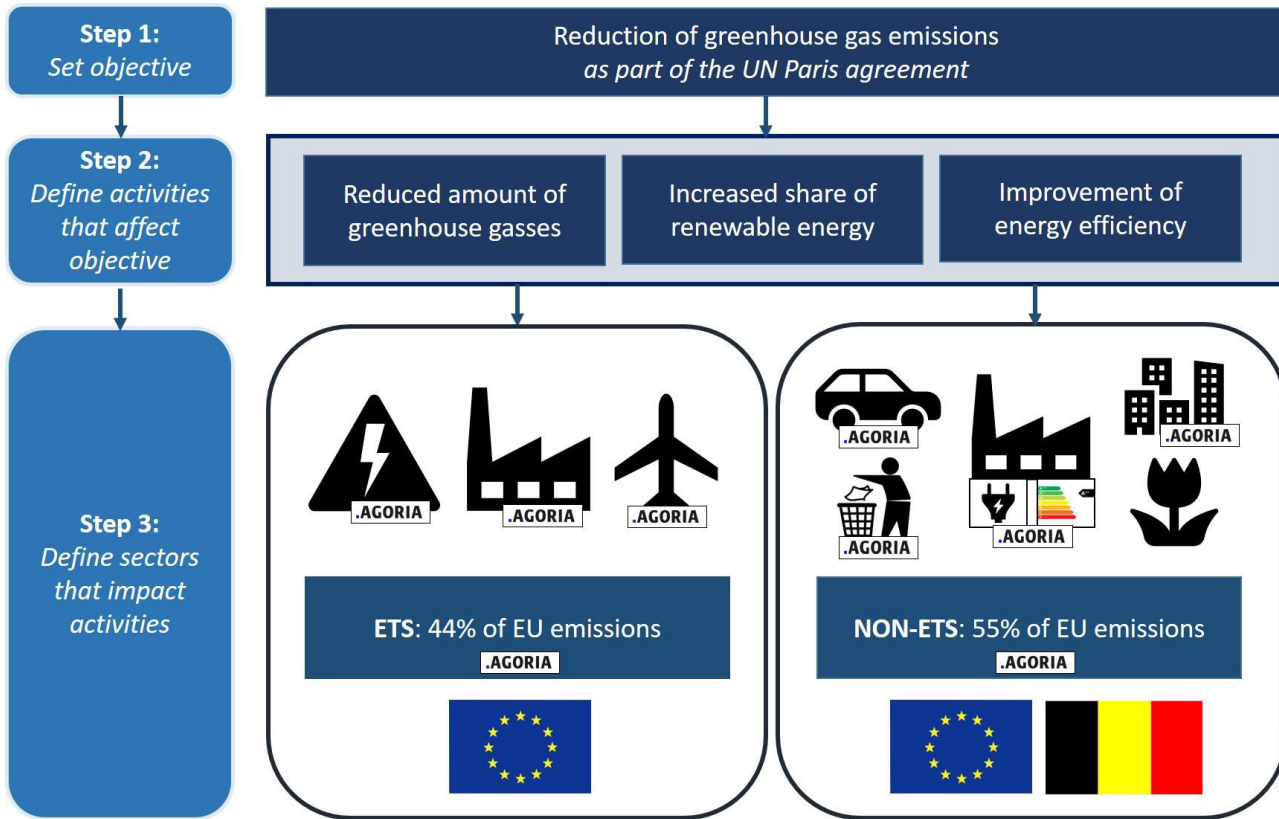 Step 1:
Set objective
Reduction of greenhouse gas emissions
as part of the UN Paris agreement
Step 2:
Define activities
that affect
objective
Reduced amount of
greenhouse gasses
Increased share of
renewable energy
Improvement of
energy efficiency
Step 3:
Define sectors
that impact
activities
.AGORIA
.AGORIA
.AGORIA
ETS: 44% of EU emissions
.AGORIA
.AGORIA
.AGORIA
.AGORIA
.AGORIA
NON-ETS: 55% of EU emissions
.AGORIA